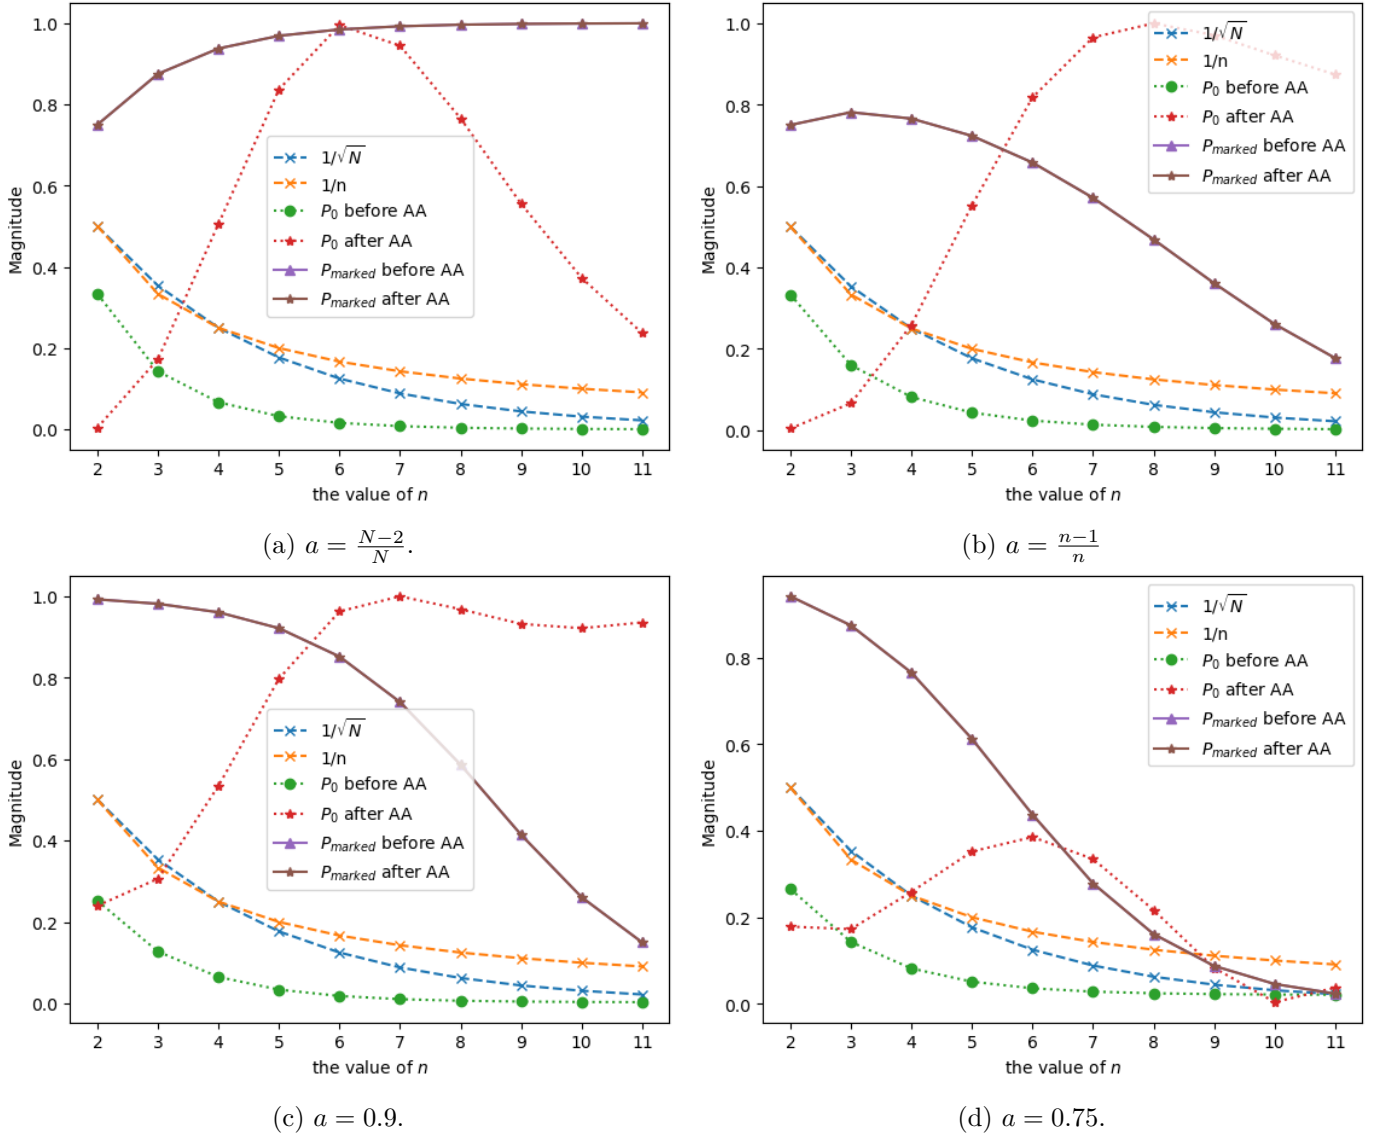 1.0
0.8
0.6
0.4
0.2
0.0
Magnitude
1/√N
1/n
P₀ before AA
P₀ after AA
Pₘₐᵣₖₑd before AA
Pₘₐᵣₖₑd after AA
2 3 4 5 6 7 8 9 10 11
the value of n
(a) a = \frac{N−2}{N}.
1.0
0.8
0.6
0.4
0.2
0.0
Magnitude
1/√N
1/n
P₀ before AA
P₀ after AA
Pₘₐᵣₖₑd before AA
Pₘₐᵣₖₑd after AA
2 3 4 5 6 7 8 9 10 11
the value of n
(b) a = \frac{n−1}{n}
1.0
0.8
0.6
0.4
0.2
0.0
Magnitude
1/√N
1/n
P₀ before AA
P₀ after AA
Pₘₐᵣₖₑd before AA
Pₘₐᵣₖₑd after AA
2 3 4 5 6 7 8 9 10 11
the value of n
(c) a = 0.9.
0.8
0.6
0.4
0.2
0.0
Magnitude
1/√N
1/n
P₀ before AA
P₀ after AA
Pₘₐᵣₖₑd before AA
Pₘₐᵣₖₑd after AA
2 3 4 5 6 7 8 9 10 11
the value of n
(d) a = 0.75.